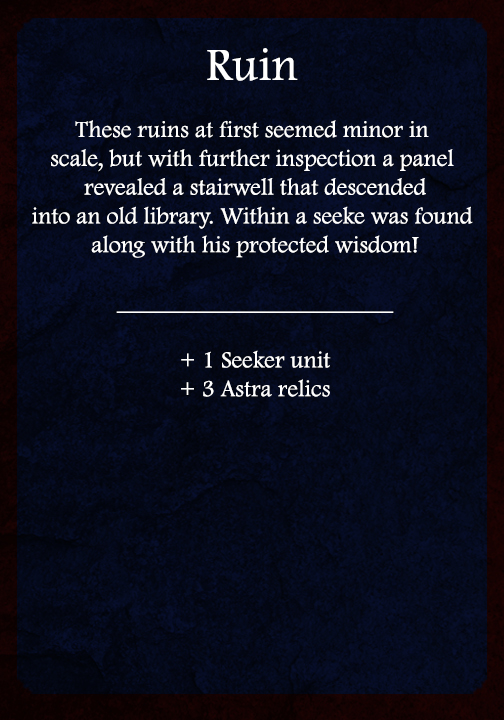 Ruin
These ruins at first seemed minor in
scale, but with further inspection a panel
revealed a stairwell that descended
into an old library. Within a seeke was found
along with his protected wisdom!
+ 1 Seeker unit
+ 3 Astra relics